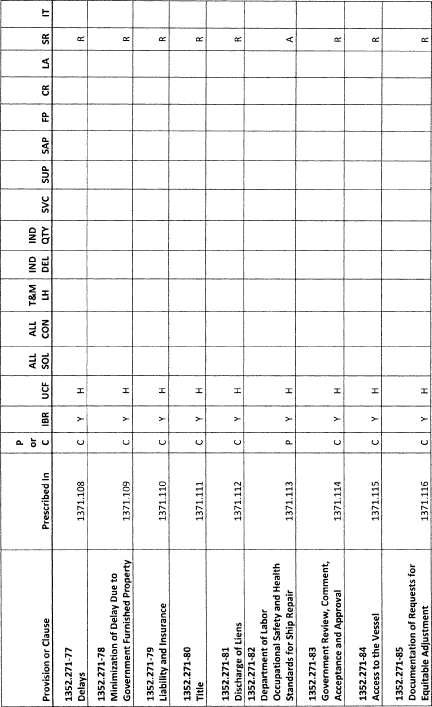 Provision or Clause Prescribed In P or C IBR UCF ALL SOL ALL CON T&M LH IND DEL IND QTY SVC SUP SAP FP CR LA SR IT
1352.271-77
Delays 1371.108 C Y H R
1352.271-78
Minimization of Delay Due to
Government Furnished Property 1371.109 C Y H R
1352.271-79
Liability and Insurance 1371.110 C Y H R
1352.271-80
Title 1371.111 C Y H R
1352.271-81
Discharge of Liens 1371.112 C Y H R
1352.271-82
Department of Labor
Occupational Safety and Health
Standards for Ship Repair 1371.113 P Y H A
1352.271-83
Government Review, Comment,
Acceptance and Approval 1371.114 C Y H R
1352.271-84
Access to the Vessel 1371.115 C Y H R
1352.271-85
Documentation of Requests for
Equitable Adjustment 1371.116 C Y H R